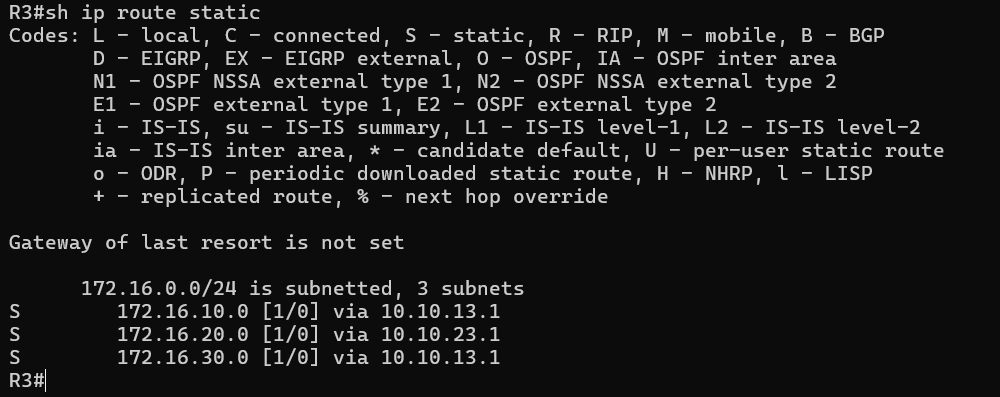 R3#sh ip route static
Codes: L - local, C - connected, S - static, R - RIP, M - mobile, B - BGP
       D - EIGRP, EX - EIGRP external, O - OSPF, IA - OSPF inter area
       N1 - OSPF NSSA external type 1, N2 - OSPF NSSA external type 2
       E1 - OSPF external type 1, E2 - OSPF external type 2
       i - IS-IS, su - IS-IS summary, L1 - IS-IS level-1, L2 - IS-IS level-2
       ia - IS-IS inter area, * - candidate default, U - per-user static route
       o - ODR, P - periodic downloaded static route, H - NHRP, l - LISP
       + - replicated route, % - next hop override

Gateway of last resort is not set

      172.16.0.0/24 is subnetted, 3 subnets
S        172.16.10.0 [1/0] via 10.10.13.1
S        172.16.20.0 [1/0] via 10.10.23.1
S        172.16.30.0 [1/0] via 10.10.13.1
R3#